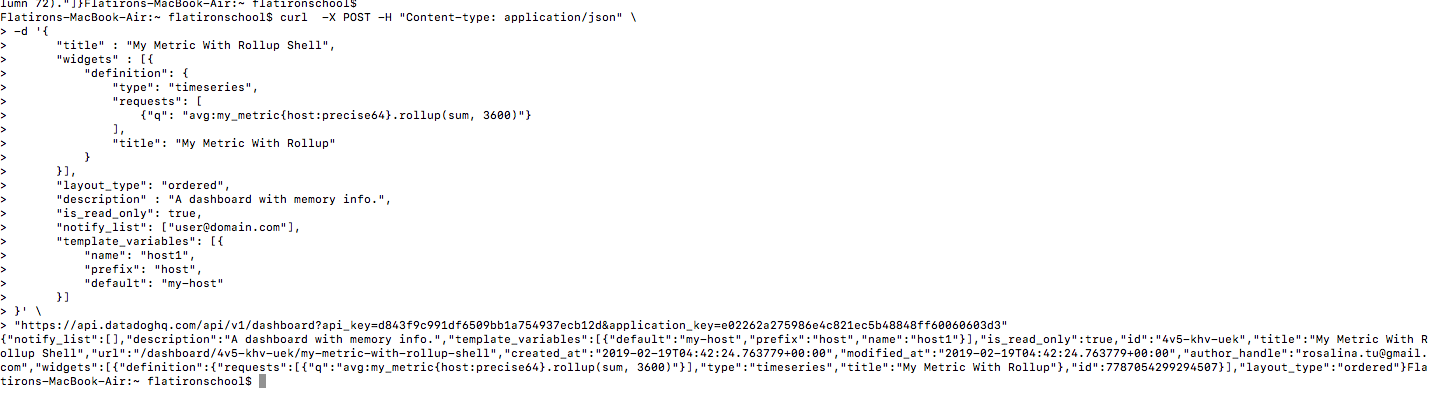 lumn 72)."]}Flatirons-MacBook-Air:~ flatironschool$
Flatirons-MacBook-Air:~ flatironschool$ curl  -X POST -H "Content-type: application/json" \
> -d '{
>       "title" : "My Metric With Rollup Shell",
>       "widgets" : [{
>           "definition": {
>               "type": "timeseries",
>               "requests": [
>                   {"q": "avg:my_metric{host:precise64}.rollup(sum, 3600)"}
>               ],
>               "title": "My Metric With Rollup"
>           }
>       }],
>       "layout_type": "ordered",
>       "description" : "A dashboard with memory info.",
>       "is_read_only": true,
>       "notify_list": ["user@domain.com"],
>       "template_variables": [{
>           "name": "host1",
>           "prefix": "host",
>           "default": "my-host"
>       }]
> }' \
> "https://api.datadoghq.com/api/v1/dashboard?api_key=d843f9c991df6509bb1a754937ecb12d&application_key=e02262a275986e4c821ec5b48848ff60060603d3"
{"notify_list":[],"description":"A dashboard with memory info.","template_variables":[{"default":"my-host","prefix":"host","name":"host1"}],"is_read_only":true,"id":"4v5-khv-uek","title":"My Metric With R
ollup Shell","url":"/dashboard/4v5-khv-uek/my-metric-with-rollup-shell","created_at":"2019-02-19T04:42:24.763779+00:00","modified_at":"2019-02-19T04:42:24.763779+00:00","author_handle":"rosalina.tu@gmail.
com","widgets":[{"definition":{"requests":[{"q":"avg:my_metric{host:precise64}.rollup(sum, 3600)"}],"type":"timeseries","title":"My Metric With Rollup"},"id":7787054299294507}],"layout_type":"ordered"}Fla
tirons-MacBook-Air:~ flatironschool$